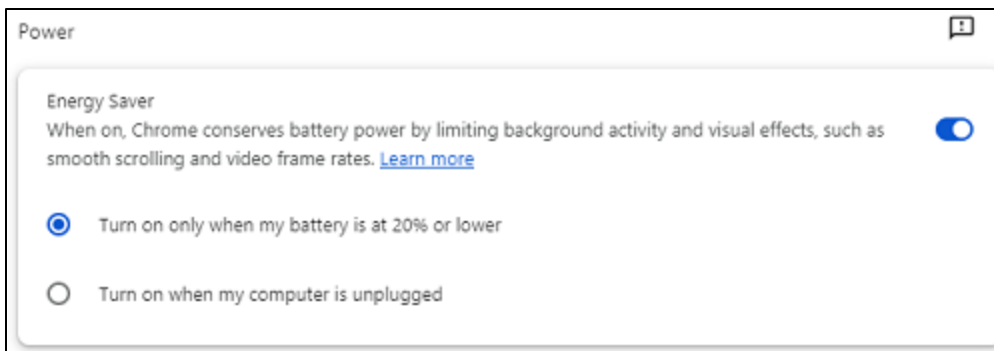 Power
Energy Saver
When on, Chrome conserves battery power by limiting background activity and visual effects, such as
smooth scrolling and video frame rates. Learn more
Turn on only when my battery is at 20% or lower
Turn on when my computer is unplugged